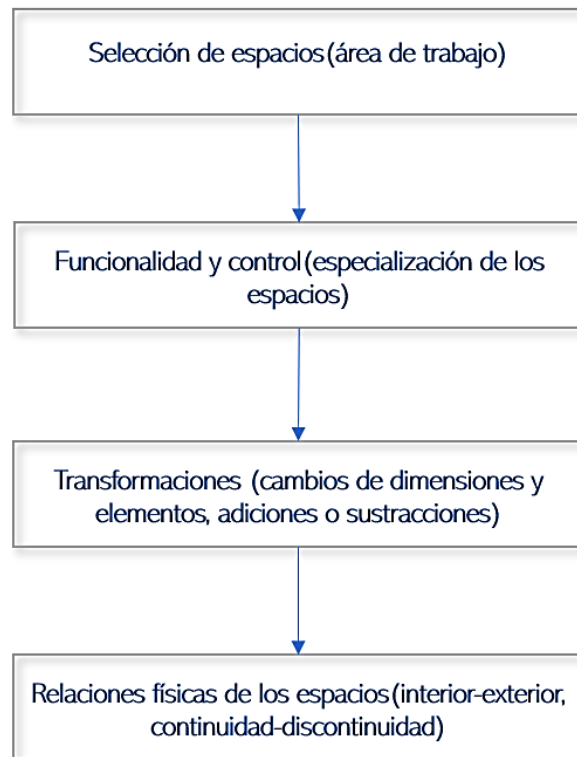 Selección de espacios (área de trabajo)
Funcionalidad y control (especialización de los
espacios)
Transformaciones (cambios de dimensiones y
elementos, adiciones o sustracciones)
Relaciones físicas de los espacios (interior-exterior,
continuidad-discontinuidad)